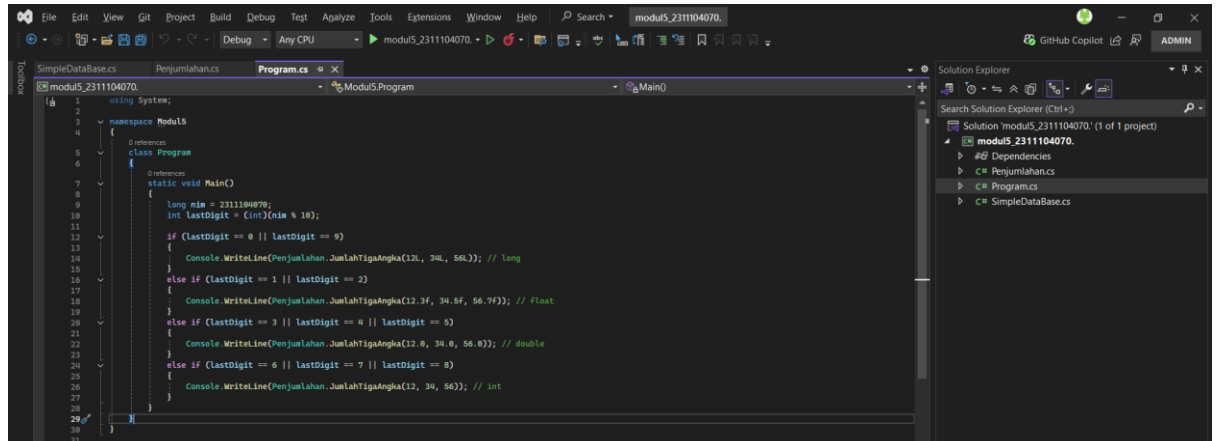 File Edit View Git Project Build Debug Test Analyze Tools Extensions Window Help Search modul5_2311104070.
Debug Any CPU modul5_2311104070. GitHub Copilot ADMIN
Toolbox
SimpleDataBase.cs Penjumlahan.cs Program.cs
modul5_2311104070. Modul5.Program Main()
1 using System;
2
3 namespace Modul5
4 {
0 references
5 class Program
6 {
0 references
7 static void Main()
8 {
9 long nim = 2311104070;
10 int lastDigit = (int)(nim % 10);
11
12 if (lastDigit == 0 || lastDigit == 9)
13 {
14 Console.WriteLine(Penjumlahan.JumlahTigaAngka(12L, 34L, 56L)); // long
15 }
16 else if (lastDigit == 1 || lastDigit == 2)
17 {
18 Console.WriteLine(Penjumlahan.JumlahTigaAngka(12.3f, 34.5f, 56.7f)); // float
19 }
20 else if (lastDigit == 3 || lastDigit == 4 || lastDigit == 5)
21 {
22 Console.WriteLine(Penjumlahan.JumlahTigaAngka(12.0, 34.0, 56.0)); // double
23 }
24 else if (lastDigit == 6 || lastDigit == 7 || lastDigit == 8)
25 {
26 Console.WriteLine(Penjumlahan.JumlahTigaAngka(12, 34, 56)); // int
27 }
28 }
29 }
30 }
31
Solution Explorer
Search Solution Explorer (Ctrl+;)
Solution 'modul5_2311104070.' (1 of 1 project)
C# modul5_2311104070.
Dependencies
C# Penjumlahan.cs
C# Program.cs
C# SimpleDataBase.cs